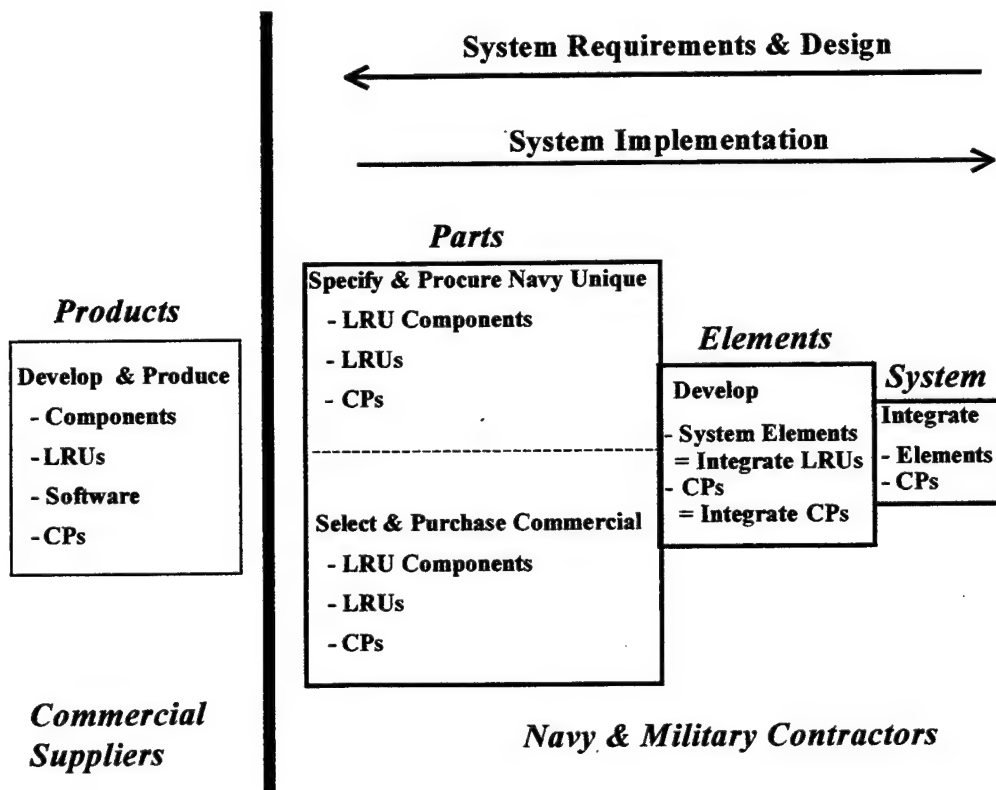 System Requirements & Design
System Implementation
Products
Develop & Produce
- Components
- LRUs
- Software
- CPs
Commercial
Suppliers
Parts
Specify & Procure Navy Unique
- LRU Components
- LRUs
- CPs
Select & Purchase Commercial
- LRU Components
- LRUs
- CPs
Elements
Develop
- System Elements
= Integrate LRUs
- CPs
= Integrate CPs
System
Integrate
- Elements
- CPs
Navy & Military Contractors